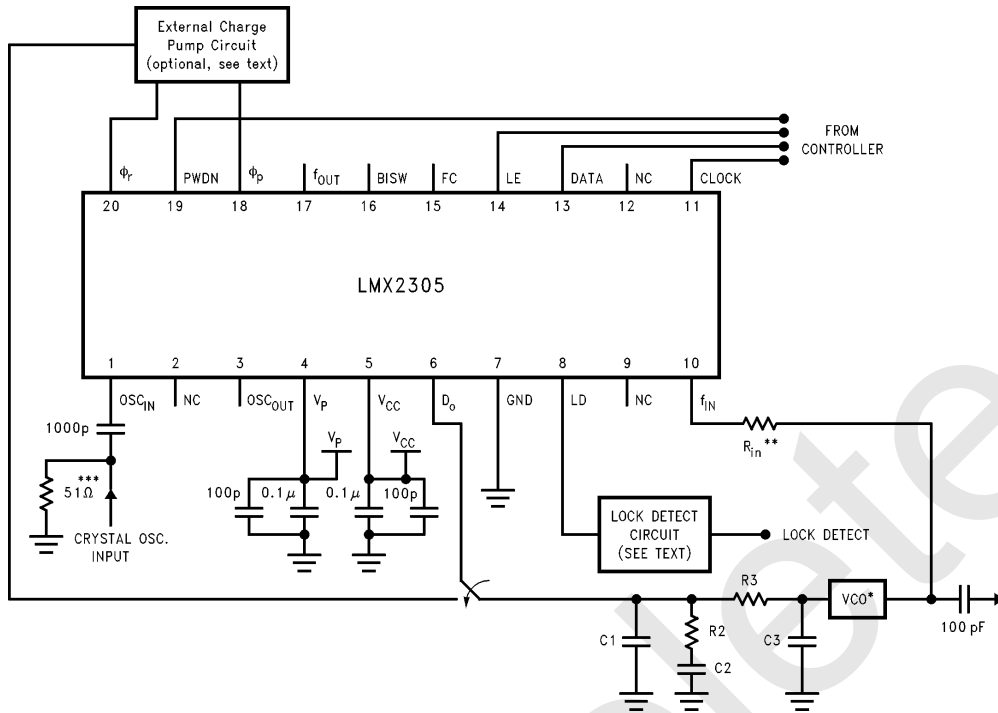 External Charge
Pump Circuit
(optional, see text)
FROM
CONTROLLER
ϕr PWDN ϕp fOUT BISW FC LE DATA NC CLOCK
20 19 18 17 16 15 14 13 12 11
LMX2305
1 2 3 4 5 6 7 8 9 10
OSCIN NC OSCOUT VP VCC Do GND LD NC fIN
1000p
Rin**
VP VCC
51Ω***
100p 0.1μ 0.1μ 100p
CRYSTAL OSC.
INPUT
LOCK DETECT
CIRCUIT
(SEE TEXT)
LOCK DETECT
R3
VCO*
100 pF
C1 R2 C3
C2
lete